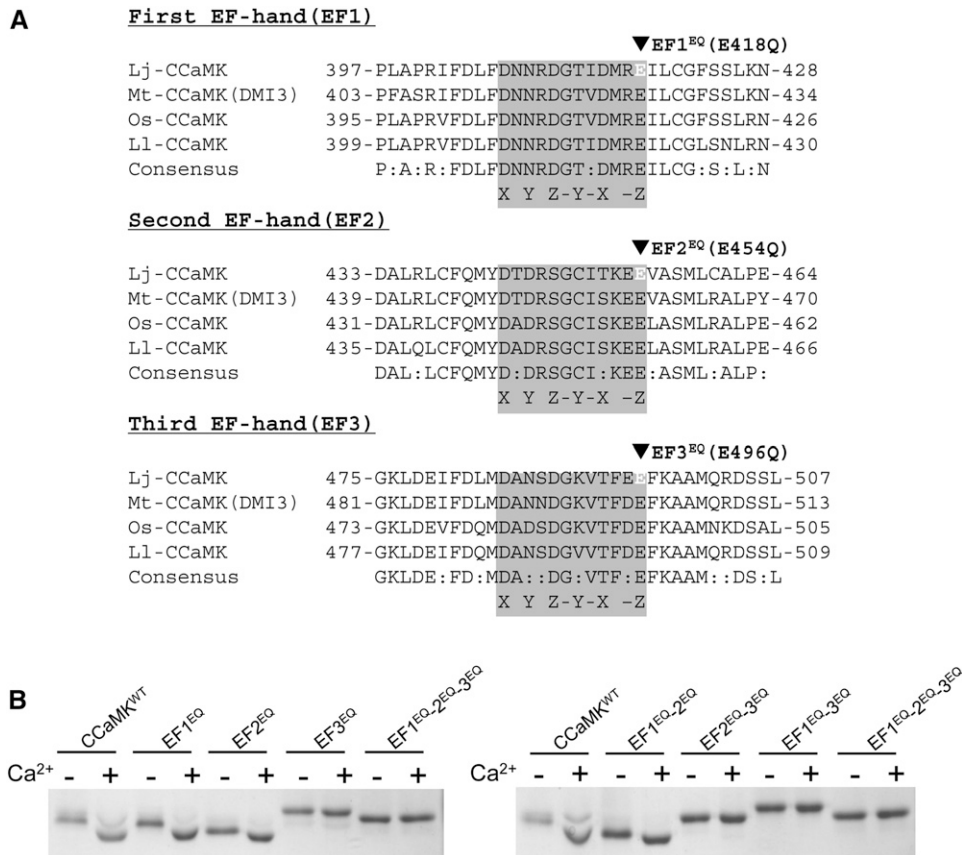 A
First EF-hand(EF1)
▼EF1EQ(E418Q)
Lj-CCaMK 397-PLAPRIFDLFDNNRDGTIDMREILCGFSSLKN-428
Mt-CCaMK(DMI3) 403-PFASRIFDLFDNNRDGTVDMREILCGFSSLKN-434
Os-CCaMK 395-PLAPRVFDLFDNNRDGTVDMREILCGFSSLKN-426
Ll-CCaMK 399-PLAPRVFDLFDNNRDGTIDMREILCGLSNLRN-430
Consensus P:A:R:FDLFDNNRDGT:DMREILCG:S:L:N
X Y Z-Y-X -Z
Second EF-hand(EF2)
▼EF2EQ(E454Q)
Lj-CCaMK 433-DALRLCFQMYDTDRSGCITKEEVASMLCALPE-464
Mt-CCaMK(DMI3) 439-DALRLCFQMYDTDRSGCISKEEVASMLRALPY-470
Os-CCaMK 431-DALRLCFQMYDADRSGCISKEELASMLRALPE-462
Ll-CCaMK 435-DALQLCFQMYDADRSGCISKEELASMLRALPE-466
Consensus DAL:LCFQMYD:DRSGCI:KEE:ASML:ALP:
X Y Z-Y-X -Z
Third EF-hand(EF3)
▼EF3EQ(E496Q)
Lj-CCaMK 475-GKLDEIFDLMDANSDGKVTFEEFKAAMQRDSSL-507
Mt-CCaMK(DMI3) 481-GKLDEIFDLMDANNDGKVTFDEFKAAMQRDSSL-513
Os-CCaMK 473-GKLDEVFDQMDADSDGKVTFDEFKAAMNKDSAL-505
Ll-CCaMK 477-GKLDEIFDQMDANSDGVVTFDEFKAAMQRDSSL-509
Consensus GKLDE:FD:MDA::DG:VTF:EFKAAM::DS:L
X Y Z-Y-X -Z
B
CCaMKWT EF1EQ EF2EQ EF3EQ EF1EQ-2EQ-3EQ
Ca2+ - + - + - + - + - +
CCaMKWT EF1EQ-2EQ EF2EQ-3EQ EF1EQ-3EQ EF1EQ-2EQ-3EQ
Ca2+ - + - + - + - + - +